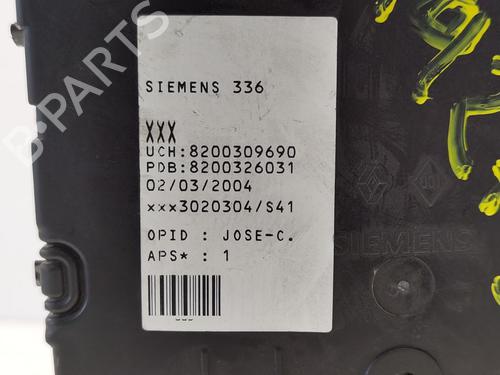 SIEMENS 336
XXX
UCH:8200309690
PDB:8200326031
02/03/2004
xxx3020304/S41
OPID : JOSE-C.
APS* : 1
SIEMENS
B-PARTS